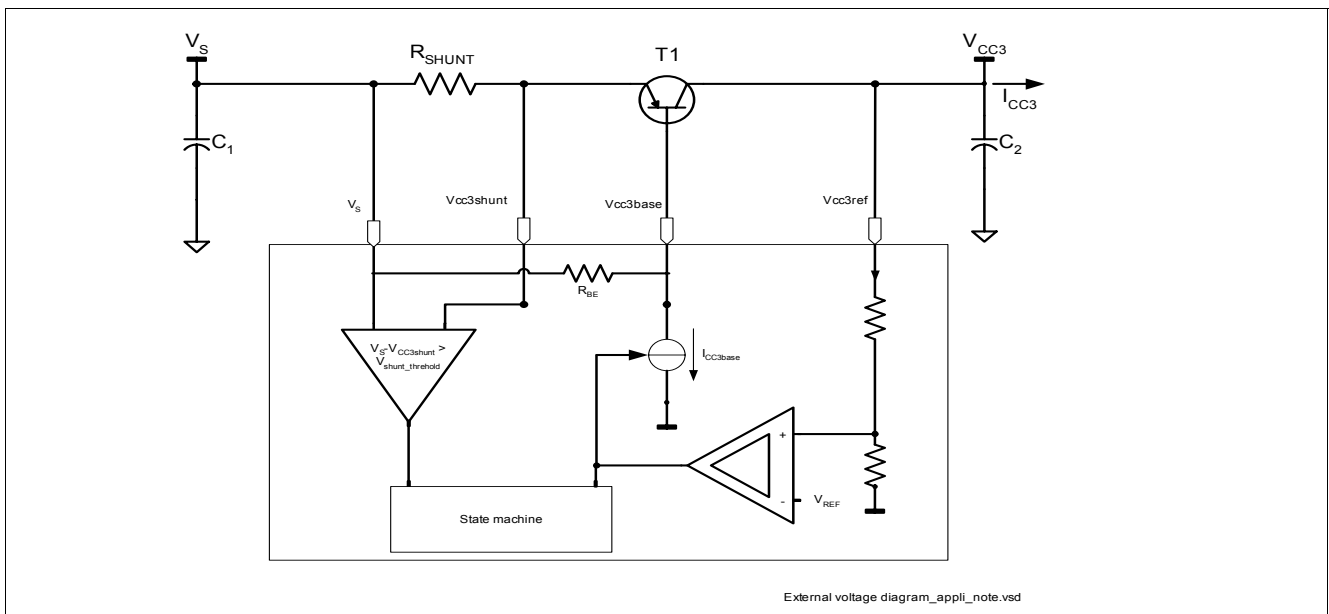 VS
RSHUNT
T1
VCC3
ICC3
C1
C2
VS
Vcc3shunt
Vcc3base
Vcc3ref
RBE
VS-VCC3shunt >
Vshunt_threhold
ICC3base
+
-
VREF
State machine
External voltage diagram_appli_note.vsd